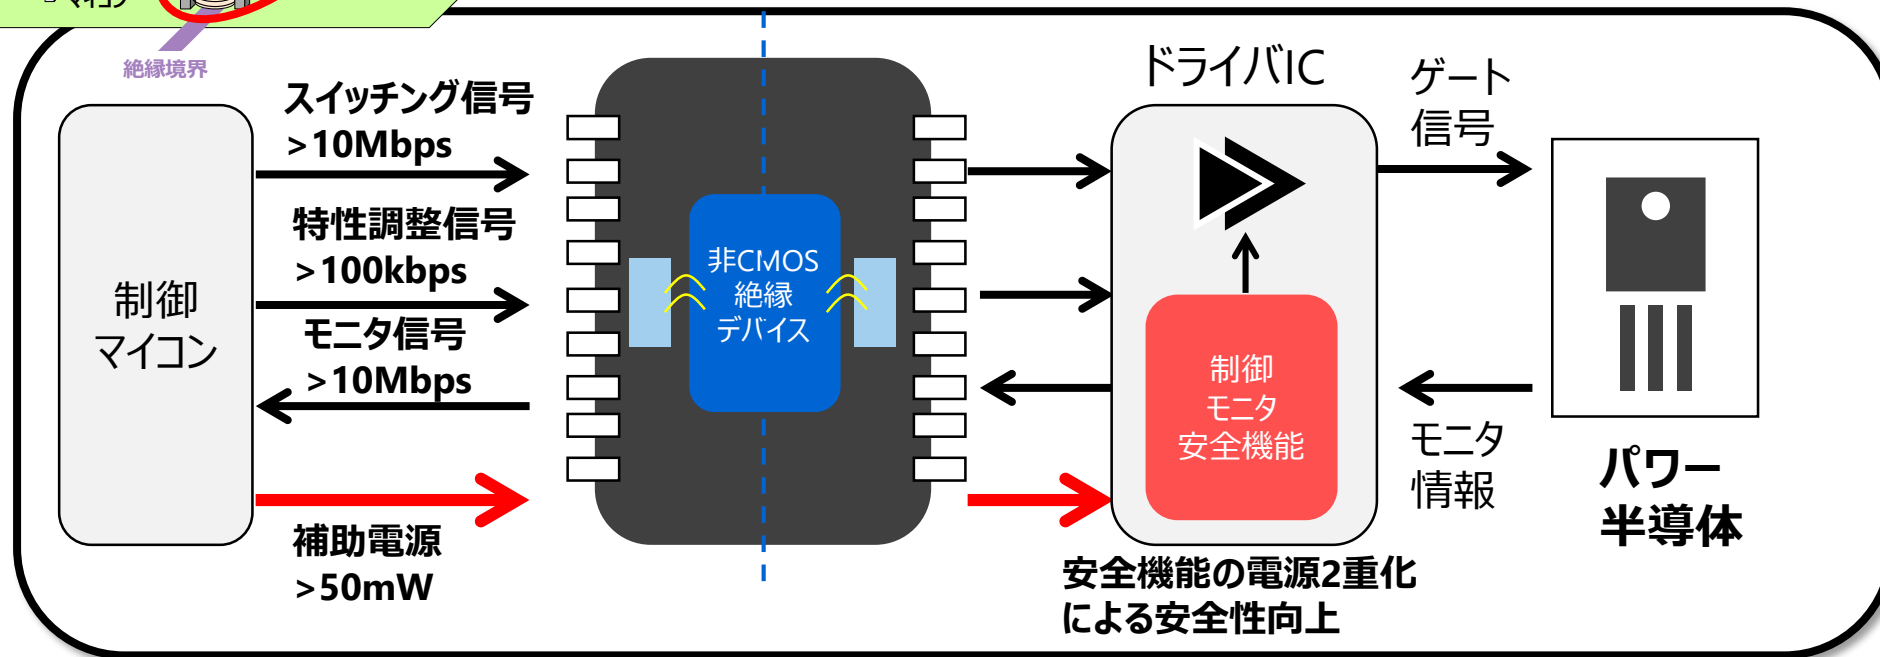 マイコン
絶縁境界
スイッチング信号
>10Mbps
特性調整信号
>100kbps
モニタ信号
>10Mbps
補助電源
>50mW
制御
マイコン
非CMOS
絶縁
デバイス
ドライバIC
制御
モニタ
安全機能
安全機能の電源2重化
による安全性向上
ゲート
信号
モニタ
情報
パワー
半導体